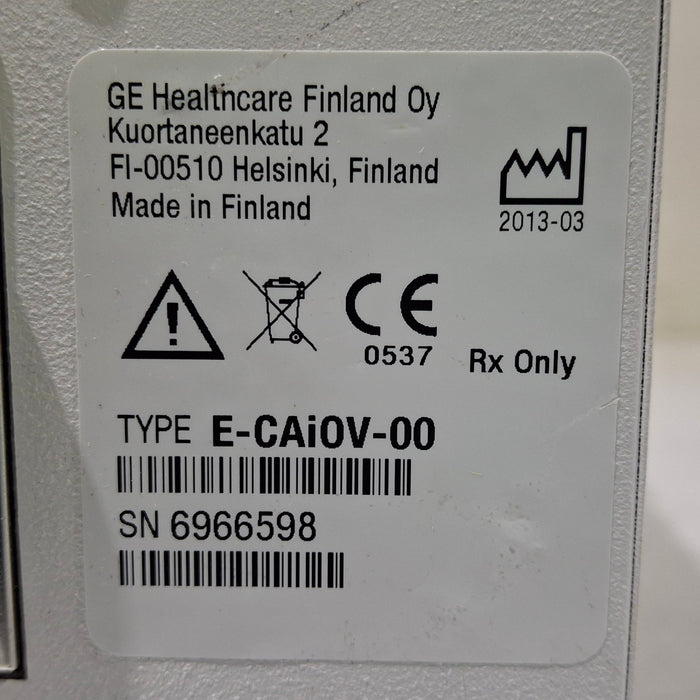 GE Healthcare Finland Oy
Kuortaneenkatu 2
FI-00510 Helsinki, Finland
Made in Finland
2013-03
CE
0537
Rx Only
TYPE E-CAiOV-00
SN 6966598